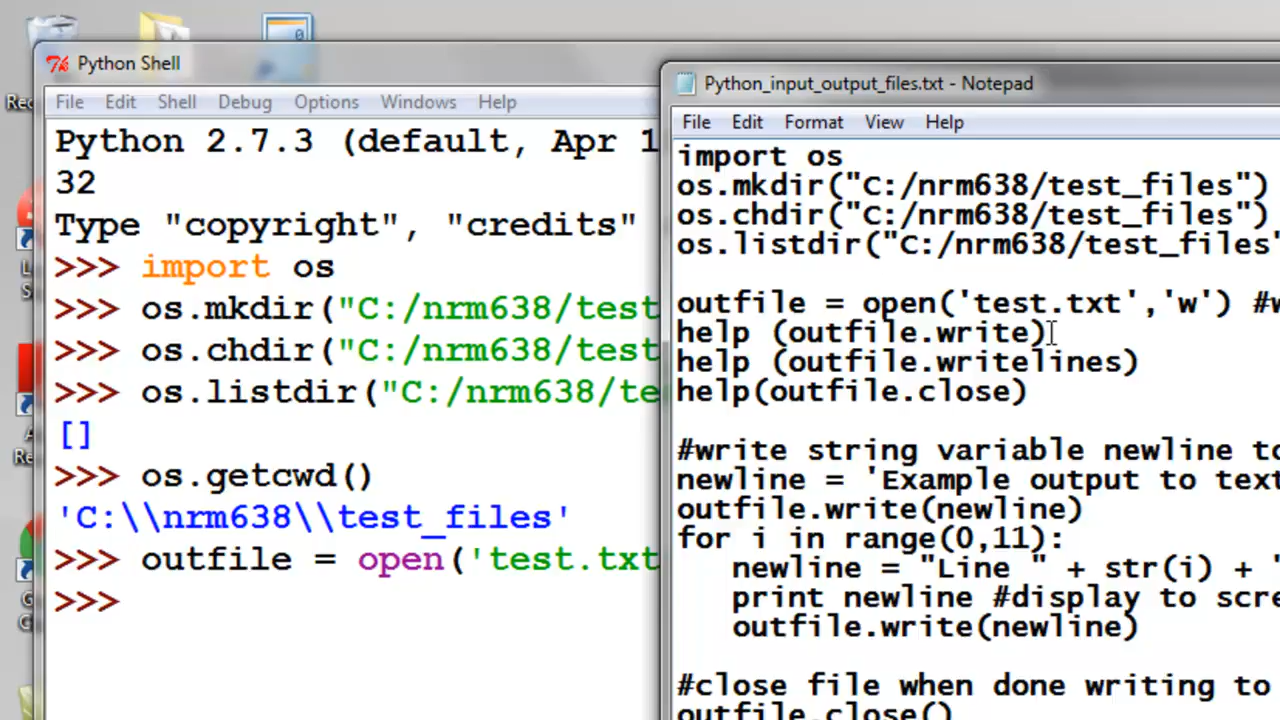 Python Shell
File Edit Shell Debug Options Windows Help
Python 2.7.3 (default, Apr 1
32
Type "copyright", "credits"
>>> import os
>>> os.mkdir("C:/nrm638/test
>>> os.chdir("C:/nrm638/test
>>> os.listdir("C:/nrm638/te
[]
>>> os.getcwd()
'C:\\nrm638\\test_files'
>>> outfile = open('test.txt
>>>
Python_input_output_files.txt - Notepad
File Edit Format View Help
import os
os.mkdir("C:/nrm638/test_files")
os.chdir("C:/nrm638/test_files")
os.listdir("C:/nrm638/test_files"
outfile = open('test.txt','w') #w
help (outfile.write)
help (outfile.writelines)
help(outfile.close)
#write string variable newline to
newline = 'Example output to text
outfile.write(newline)
for i in range(0,11):
newline = "Line " + str(i) + '
print newline #display to scre
outfile.write(newline)
#close file when done writing to
outfile.close()